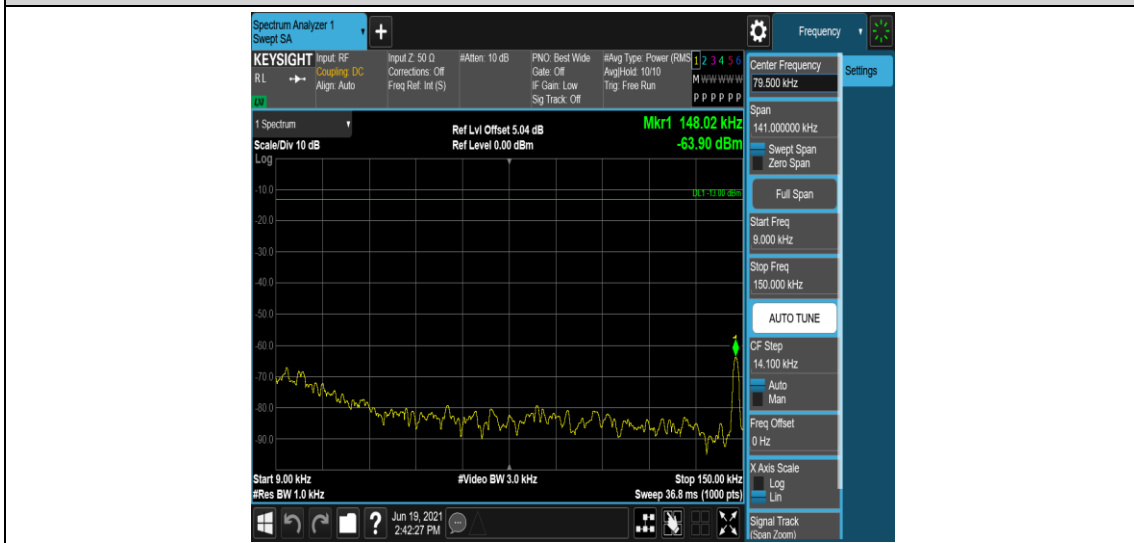 Spectrum Analyzer 1
Swept SA
+
Frequency
KEYSIGHT
RL
Input: RF
Coupling: DC
Align: Auto
Input Z: 50 Ω
Corrections: Off
Freq Ref: Int (S)
#Atten: 10 dB
PNO: Best Wide
Gate: Off
IF Gain: Low
Sig Track: Off
#Avg Type: Power (RMS
Avg|Hold: 10/10
Trig: Free Run
1 2 3 4 5 6
M W W W W W
P P P P P P
1 Spectrum
Scale/Div 10 dB
Ref Lvl Offset 5.04 dB
Ref Level 0.00 dBm
Mkr1 148.02 kHz
-63.90 dBm
Log
DL1 -13.00 dBm
-10.0
-20.0
-30.0
-40.0
-50.0
-60.0
-70.0
-80.0
-90.0
1
Start 9.00 kHz
#Res BW 1.0 kHz
#Video BW 3.0 kHz
Stop 150.00 kHz
Sweep 36.8 ms (1000 pts)
?
Jun 19, 2021
2:42:27 PM
Center Frequency
79.500 kHz
Settings
Span
141.000000 kHz
Swept Span
Zero Span
Full Span
Start Freq
9.000 kHz
Stop Freq
150.000 kHz
AUTO TUNE
CF Step
14.100 kHz
Auto
Man
Freq Offset
0 Hz
X Axis Scale
Log
Lin
Signal Track
(Span Zoom)